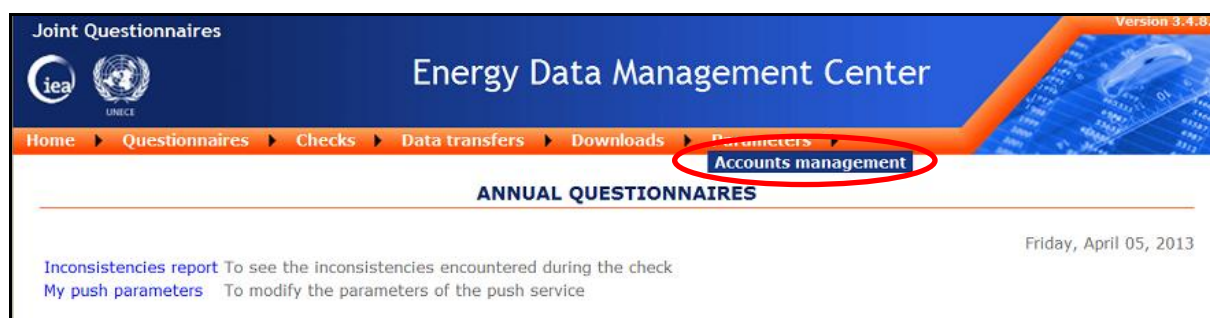 Joint Questionnaires
Version 3.4.8.
iea
UNECE
Energy Data Management Center
Home Questionnaires Checks Data transfers Downloads Parameters
Accounts management
ANNUAL QUESTIONNAIRES
Friday, April 05, 2013
Inconsistencies report To see the inconsistencies encountered during the check
My push parameters To modify the parameters of the push service